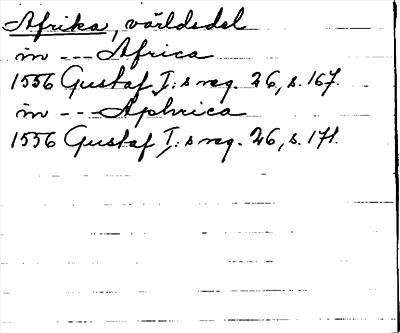 Afrika, världsdel
in --- Africa
1556 Gustaf I:s reg. 26, s. 167.
in --- Aphrica
1556 Gustaf I:s reg. 26, s. 171.